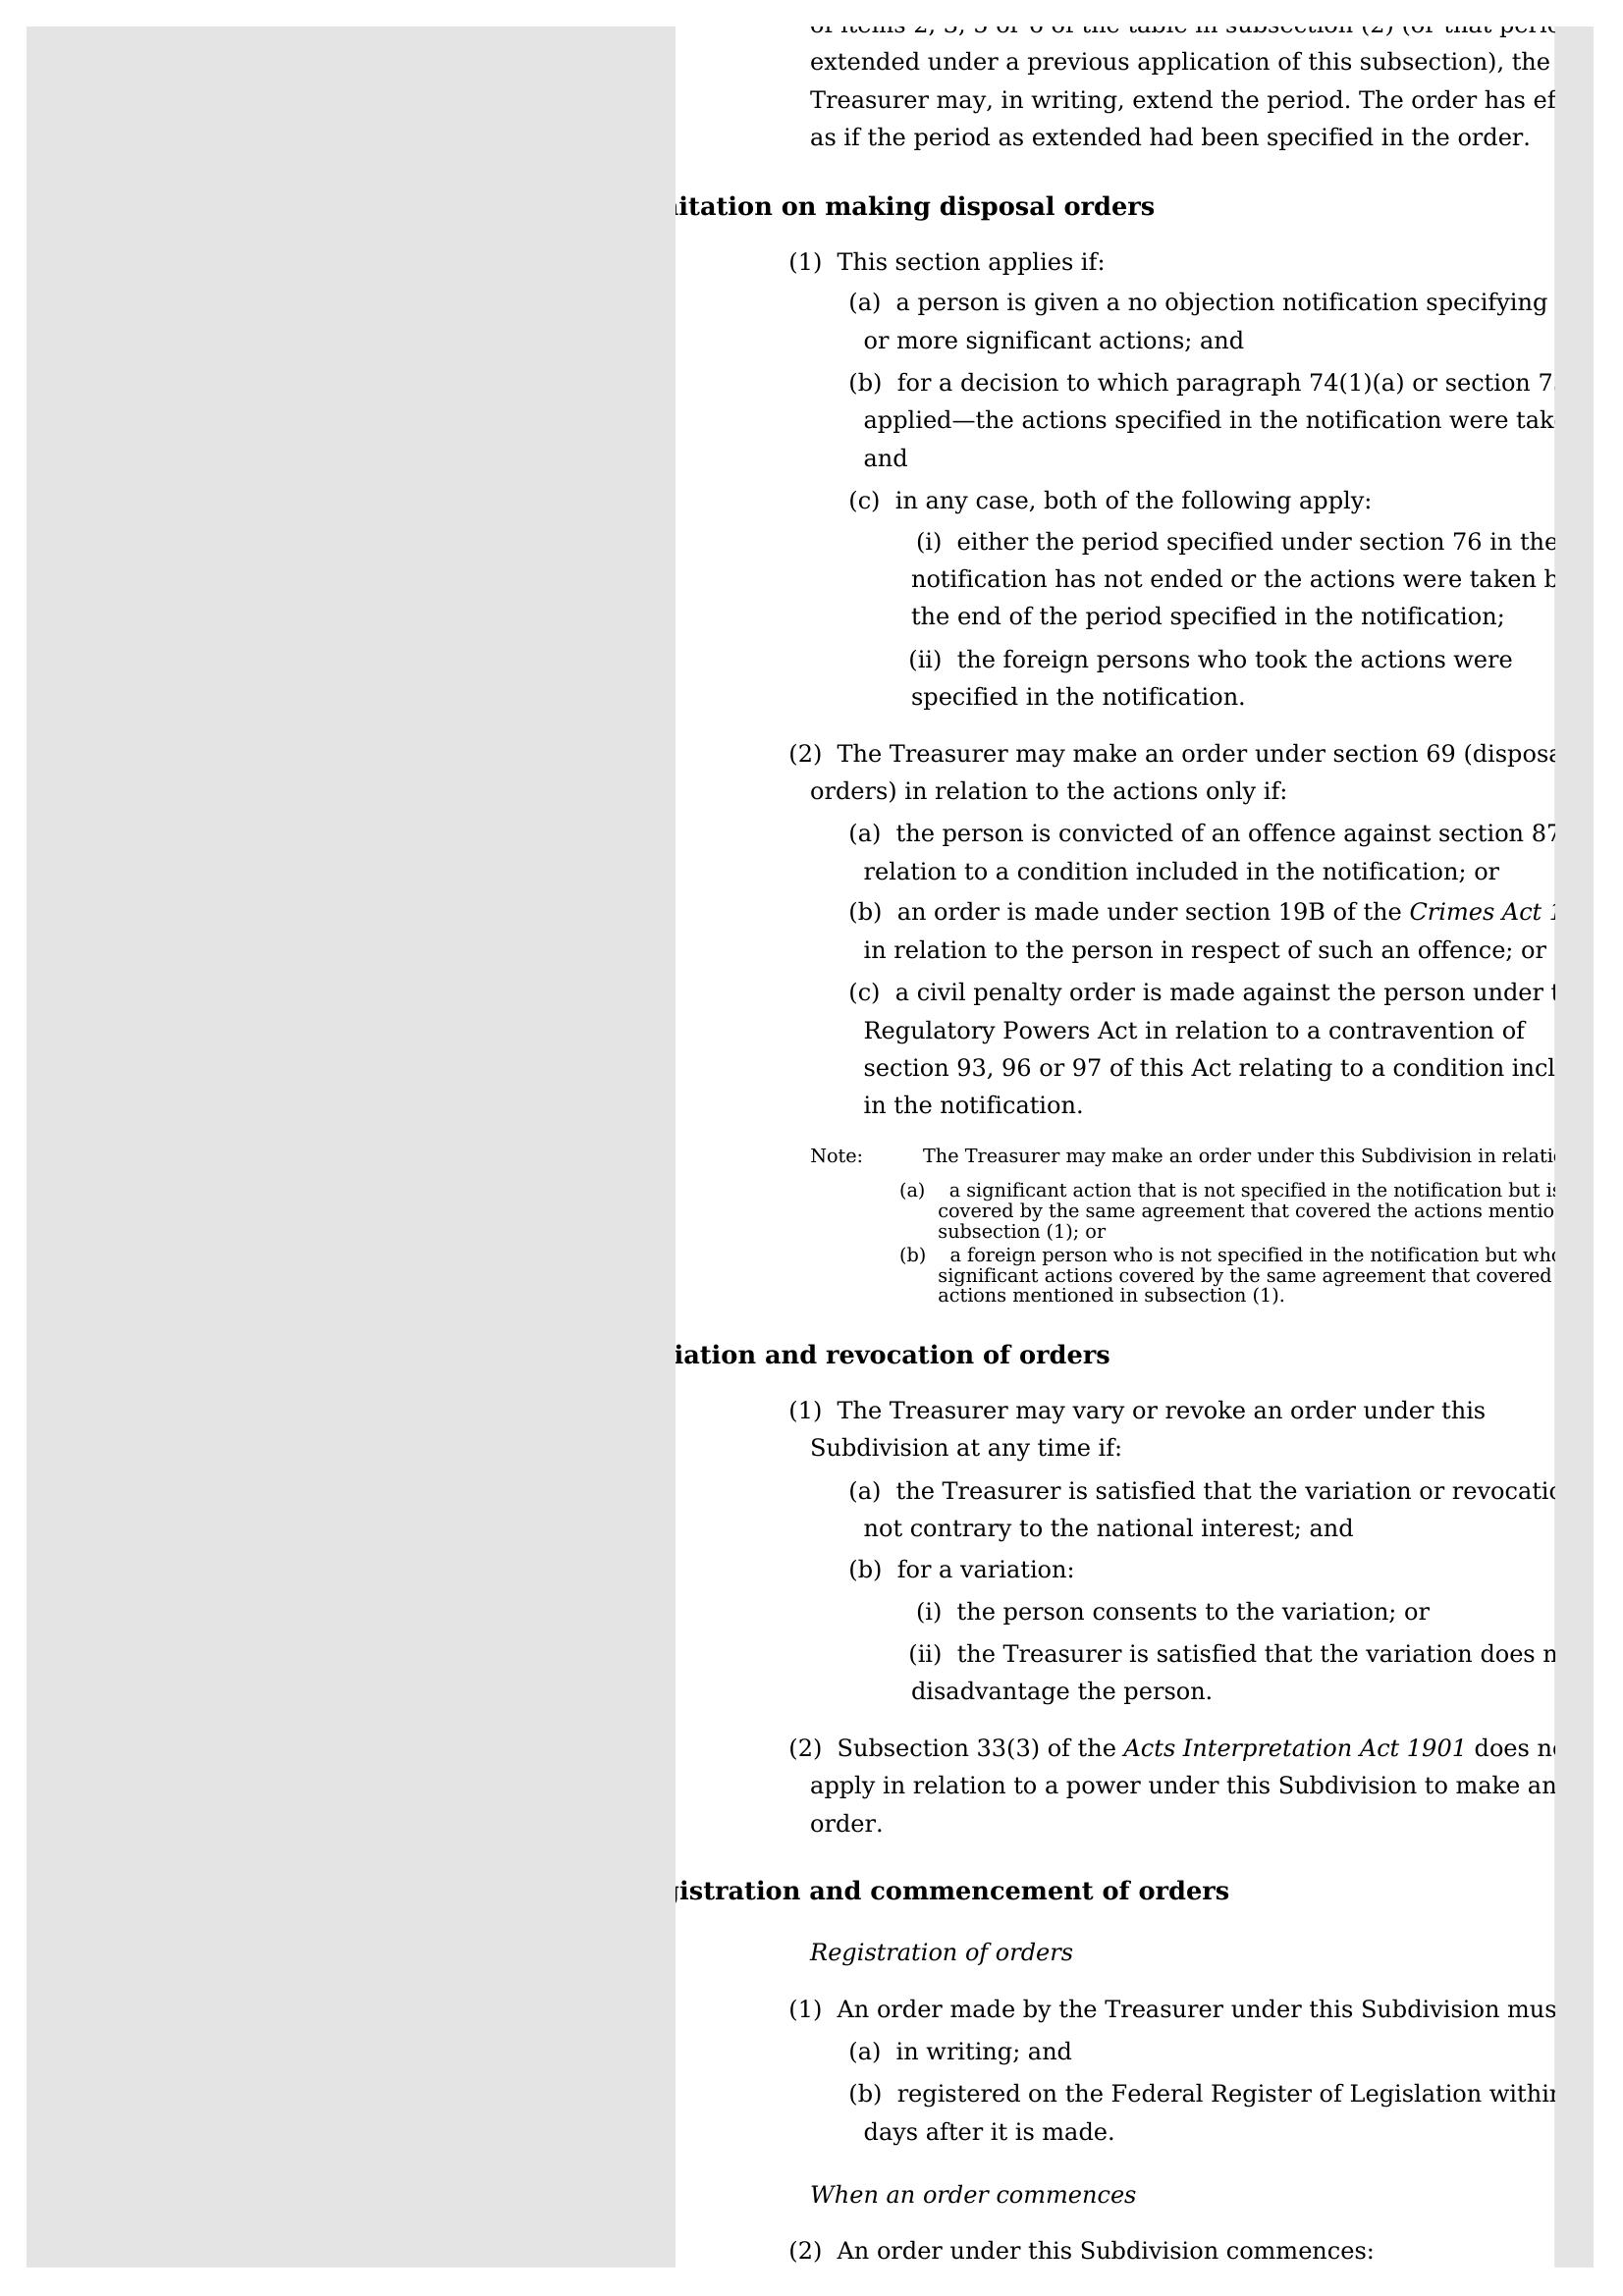 of items 2, 3, 5 or 6 of the table in subsection (2) (or that
extended under a previous application of this subsection), the
Treasurer may, in writing, extend the period. The order has
as if the period as extended had been specified in the order.
on making disposal orders
(1) This section applies if:
(a) a person is given a no objection notification specifying
or more significant actions; and
(b) for a decision to which paragraph 74(1)(a) or section
applied—the actions specified in the notification were
and
(c) in any case, both of the following apply:
(i) either the period specified under section 76 in the
notification has not ended or the actions were taken
the end of the period specified in the notification;
(ii) the foreign persons who took the actions were
specified in the notification.
(2) The Treasurer may make an order under section 69
orders) in relation to the actions only if:
(a) the person is convicted of an offence against section 87
relation to a condition included in the notification; or
(b) an order is made under section 19B of the Crimes Act
in relation to the person in respect of such an offence; or
(c) a civil penalty order is made against the person under
Regulatory Powers Act in relation to a contravention of
section 93, 96 or 97 of this Act relating to a condition
in the notification.
Note: The Treasurer may make an order under this Subdivision in
(a) a significant action that is not specified in the notification but is
covered by the same agreement that covered the actions
subsection (1); or
(b) a foreign person who is not specified in the notification but
significant actions covered by the same agreement that covered
actions mentioned in subsection (1).
and revocation of orders
(1) The Treasurer may vary or revoke an order under this
Subdivision at any time if:
(a) the Treasurer is satisfied that the variation or
not contrary to the national interest; and
(b) for a variation:
(i) the person consents to the variation; or
(ii) the Treasurer is satisfied that the variation does
disadvantage the person.
(2) Subsection 33(3) of the Acts Interpretation Act 1901 does
apply in relation to a power under this Subdivision to make an
order.
and commencement of orders
Registration of orders
(1) An order made by the Treasurer under this Subdivision
(a) in writing; and
(b) registered on the Federal Register of Legislation
days after it is made.
When an order commences
(2) An order under this Subdivision commences: